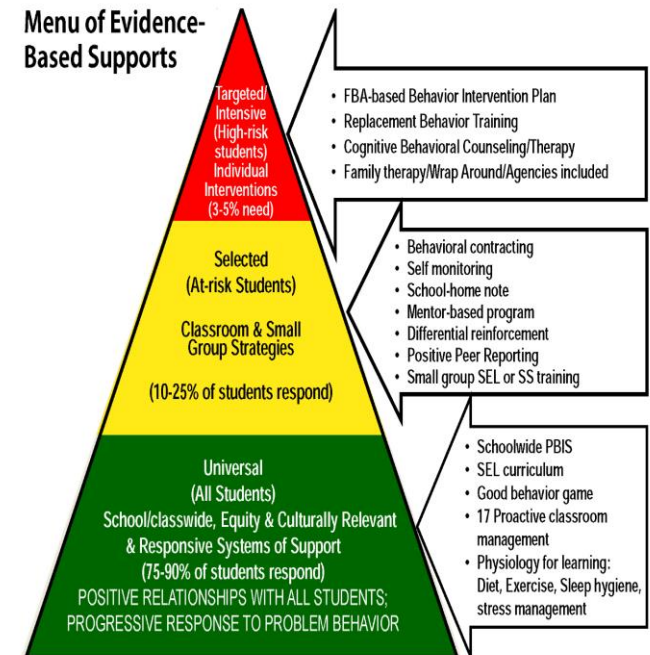 Menu of Evidence-
Based Supports
Targeted/
Intensive
(High-risk
students)
Individual
Interventions
(3-5% need)
• FBA-based Behavior Intervention Plan
• Replacement Behavior Training
• Cognitive Behavioral Counseling/Therapy
• Family therapy/Wrap Around/Agencies included
Selected
(At-risk Students)
Classroom & Small
Group Strategies
(10-25% of students respond)
• Behavioral contracting
• Self monitoring
• School-home note
• Mentor-based program
• Differential reinforcement
• Positive Peer Reporting
• Small group SEL or SS training
Universal
(All Students)
School/classwide, Equity & Culturally Relevant
& Responsive Systems of Support
(75-90% of students respond)
POSITIVE RELATIONSHIPS WITH ALL STUDENTS;
PROGRESSIVE RESPONSE TO PROBLEM BEHAVIOR
• Schoolwide PBIS
• SEL curriculum
• Good behavior game
• 17 Proactive classroom
management
• Physiology for learning:
Diet, Exercise, Sleep hygiene,
stress management